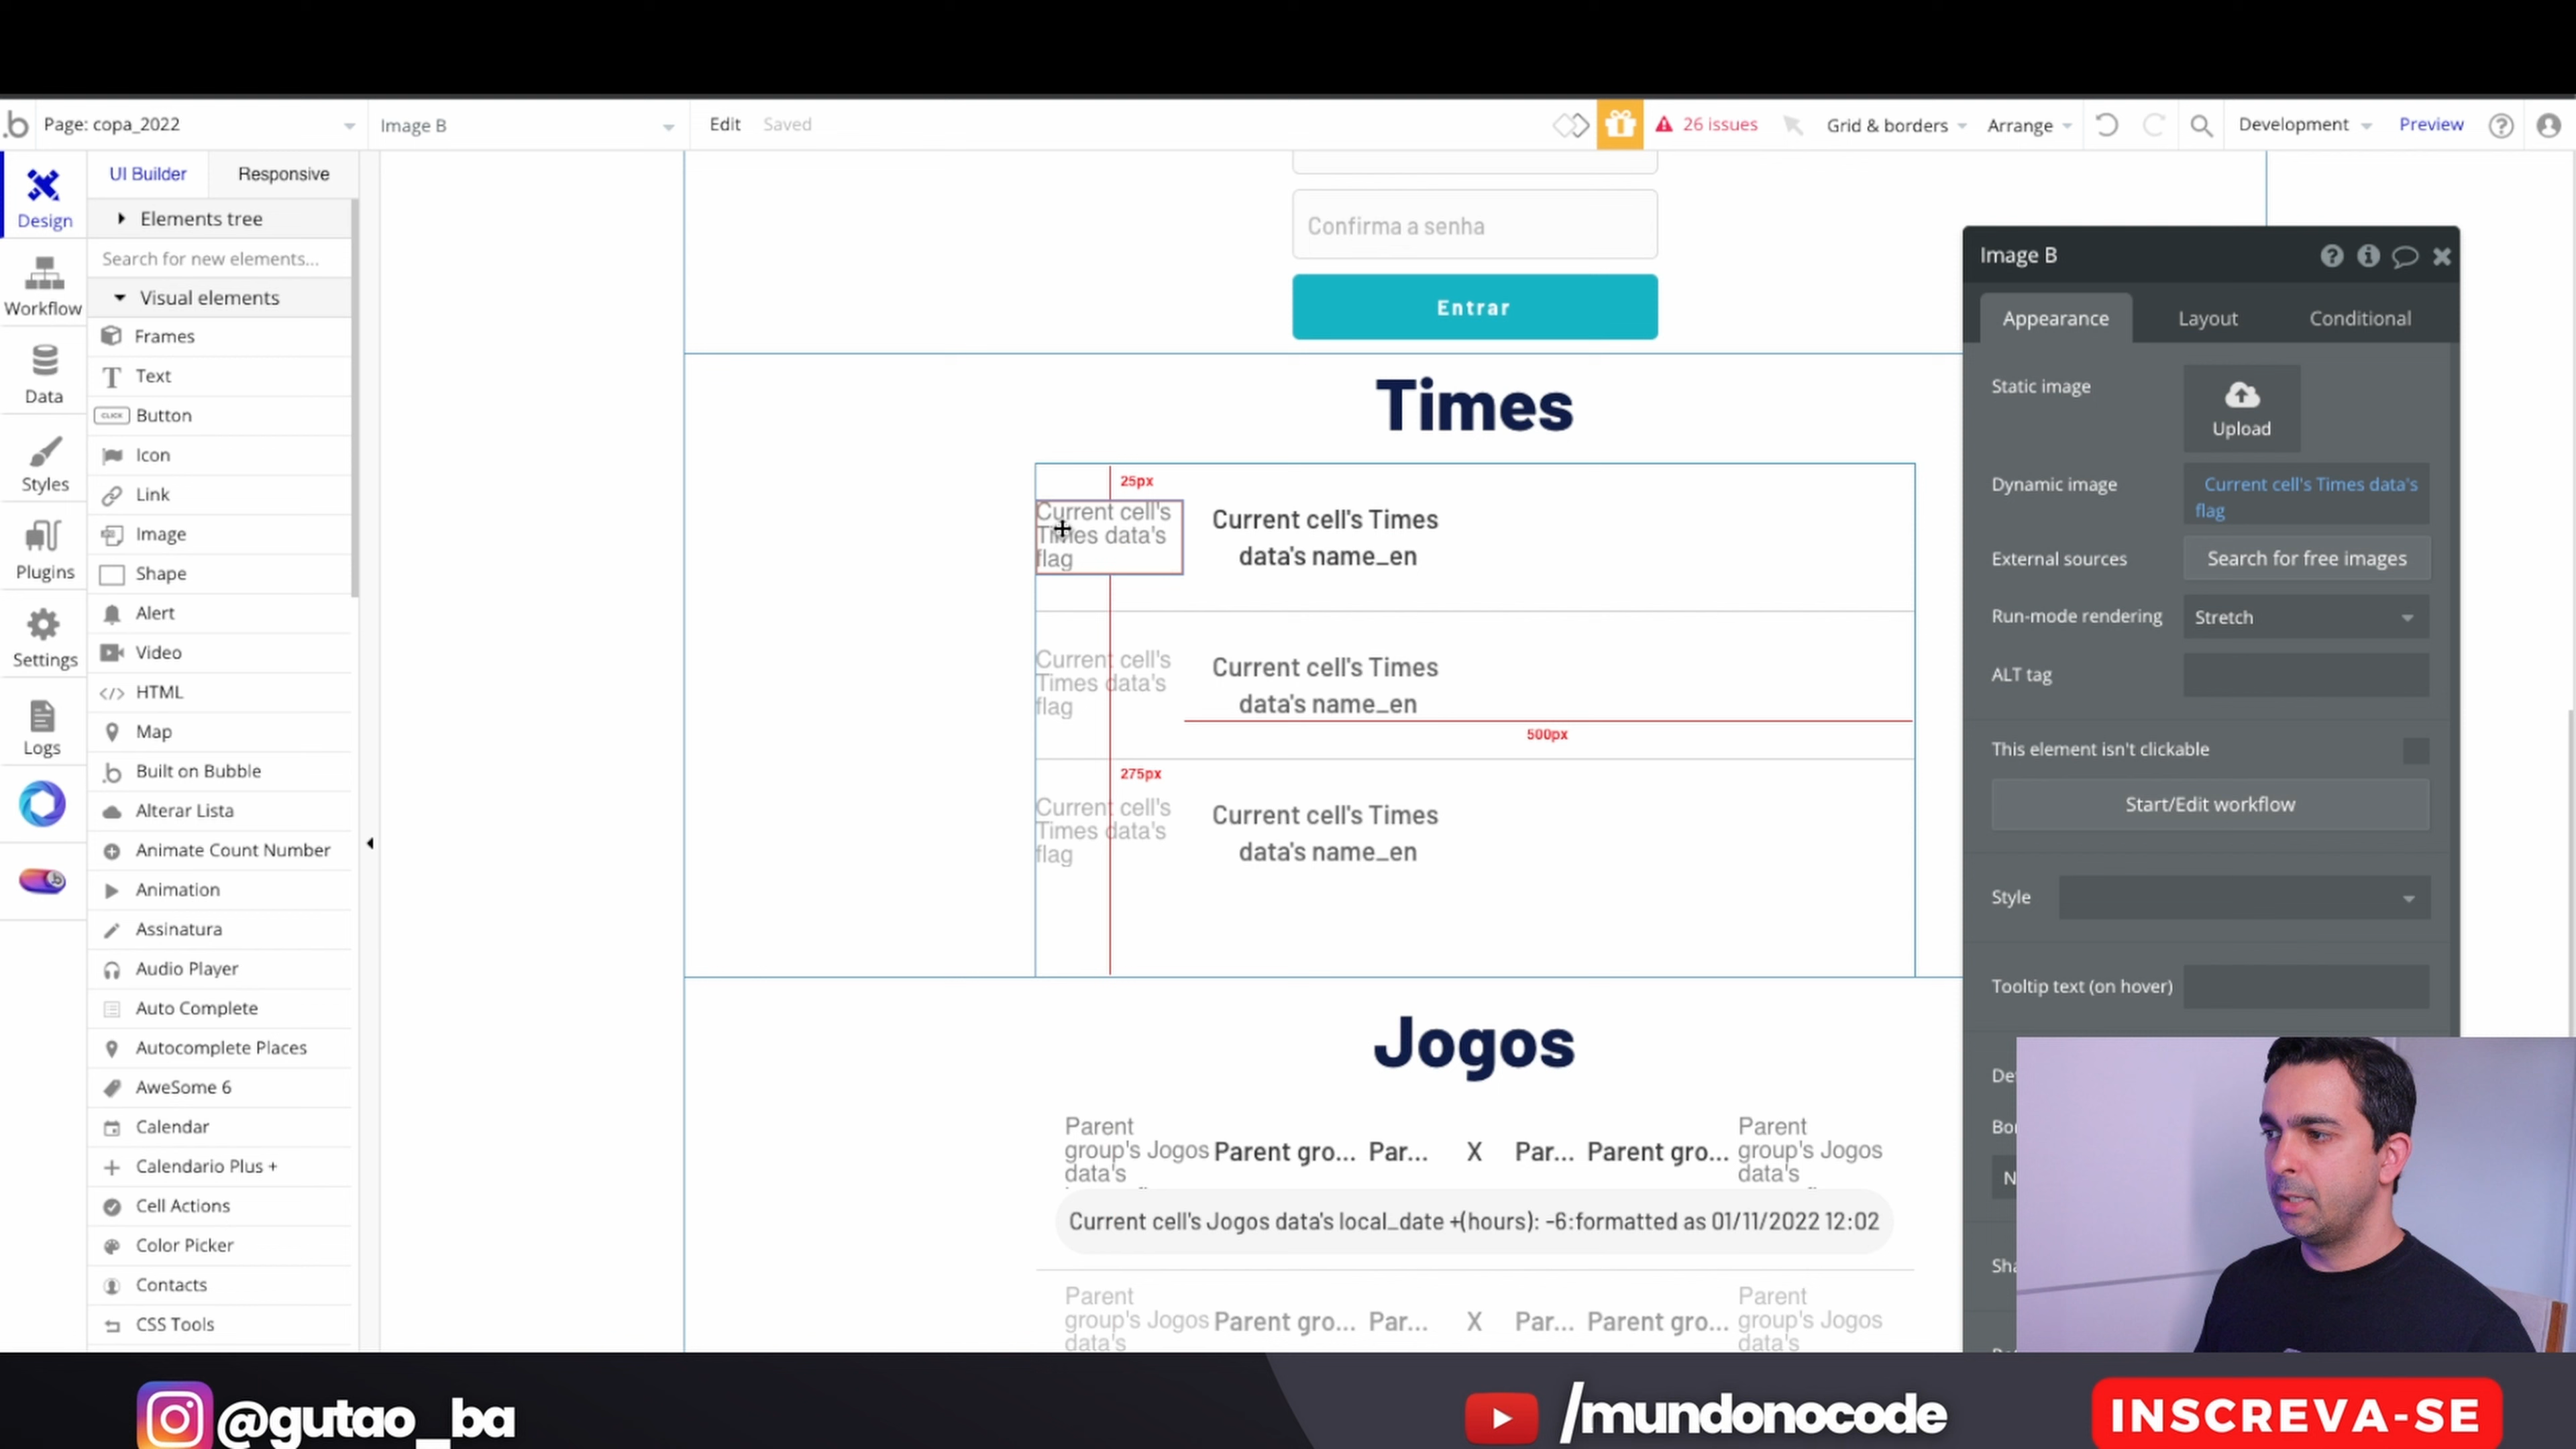 .b Page: copa_2022
Image B
Edit Saved
26 issues
Grid & borders
Arrange
Development
Preview
UI Builder
Responsive
Design
Workflow
Data
Styles
Plugins
Settings
Logs
Elements tree
Search for new elements...
Visual elements
Frames
Text
CLICK Button
Icon
Link
Image
Shape
Alert
Video
</> HTML
Map
.b Built on Bubble
Alterar Lista
Animate Count Number
Animation
Assinatura
Audio Player
Auto Complete
Autocomplete Places
AweSome 6
Calendar
Calendario Plus +
Cell Actions
Color Picker
Contacts
CSS Tools
Confirma a senha
Entrar
Times
25px
Current cell's
Times data's
flag
Current cell's Times
data's name_en
Current cell's
Times data's
flag
Current cell's Times
data's name_en
500px
275px
Current cell's
Times data's
flag
Current cell's Times
data's name_en
Jogos
Parent
group's Jogos
data's
Parent gro... Par... X Par... Parent gro...
Parent
group's Jogos
data's
Current cell's Jogos data's local_date +(hours): -6:formatted as 01/11/2022 12:02
Parent
group's Jogos
data's
Parent gro... Par... X Par... Parent gro...
Parent
group's Jogos
data's
Image B
Appearance
Layout
Conditional
Static image
Upload
Dynamic image
Current cell's Times data's
flag
External sources
Search for free images
Run-mode rendering
Stretch
ALT tag
This element isn't clickable
Start/Edit workflow
Style
Tooltip text (on hover)
@gutao_ba
/mundonocode
INSCREVA-SE